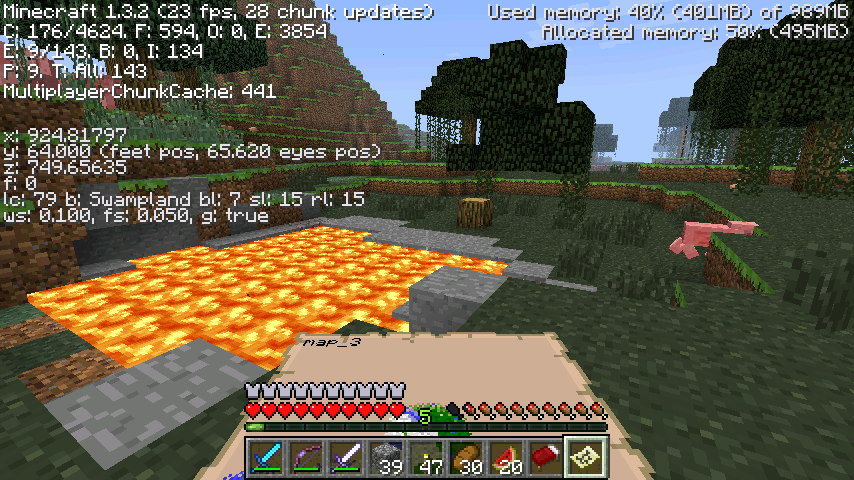 Minecraft 1.3.2 (23 fps, 28 chunk updates)
C: 176/4624, F: 594, O: 0, E: 3854
E: 9/143, B: 0, I: 134
P: 9, T: All: 143
MultiplayerChunkCache: 441
Used memory: 40% (401MB) of 989MB
Allocated memory: 50% (495MB)
x: 924.81797
y: 64.000 (feet pos, 65.620 eyes pos)
z: 749.65635
f: 0
lc: 79 b: Swampland bl: 7 sl: 15 rl: 15
ws: 0.100, fs: 0.050, g: true
map_3
5
39 47 30 20